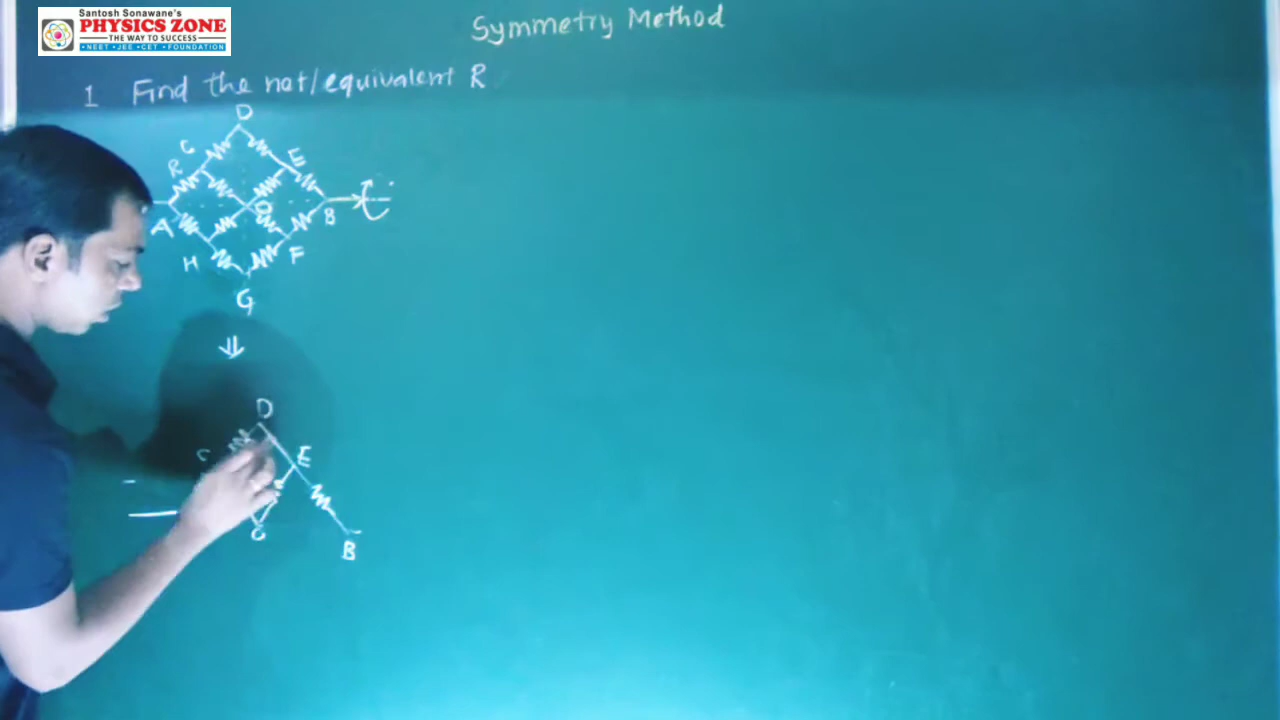 Santosh Sonawane's
PHYSICS ZONE
THE WAY TO SUCCESS
• NEET • JEE • CET • FOUNDATION
Symmetry Method
1 Find the net/equivalent R
D
C
E
R
O
A
B
H
F
G
D
C
E
O
B